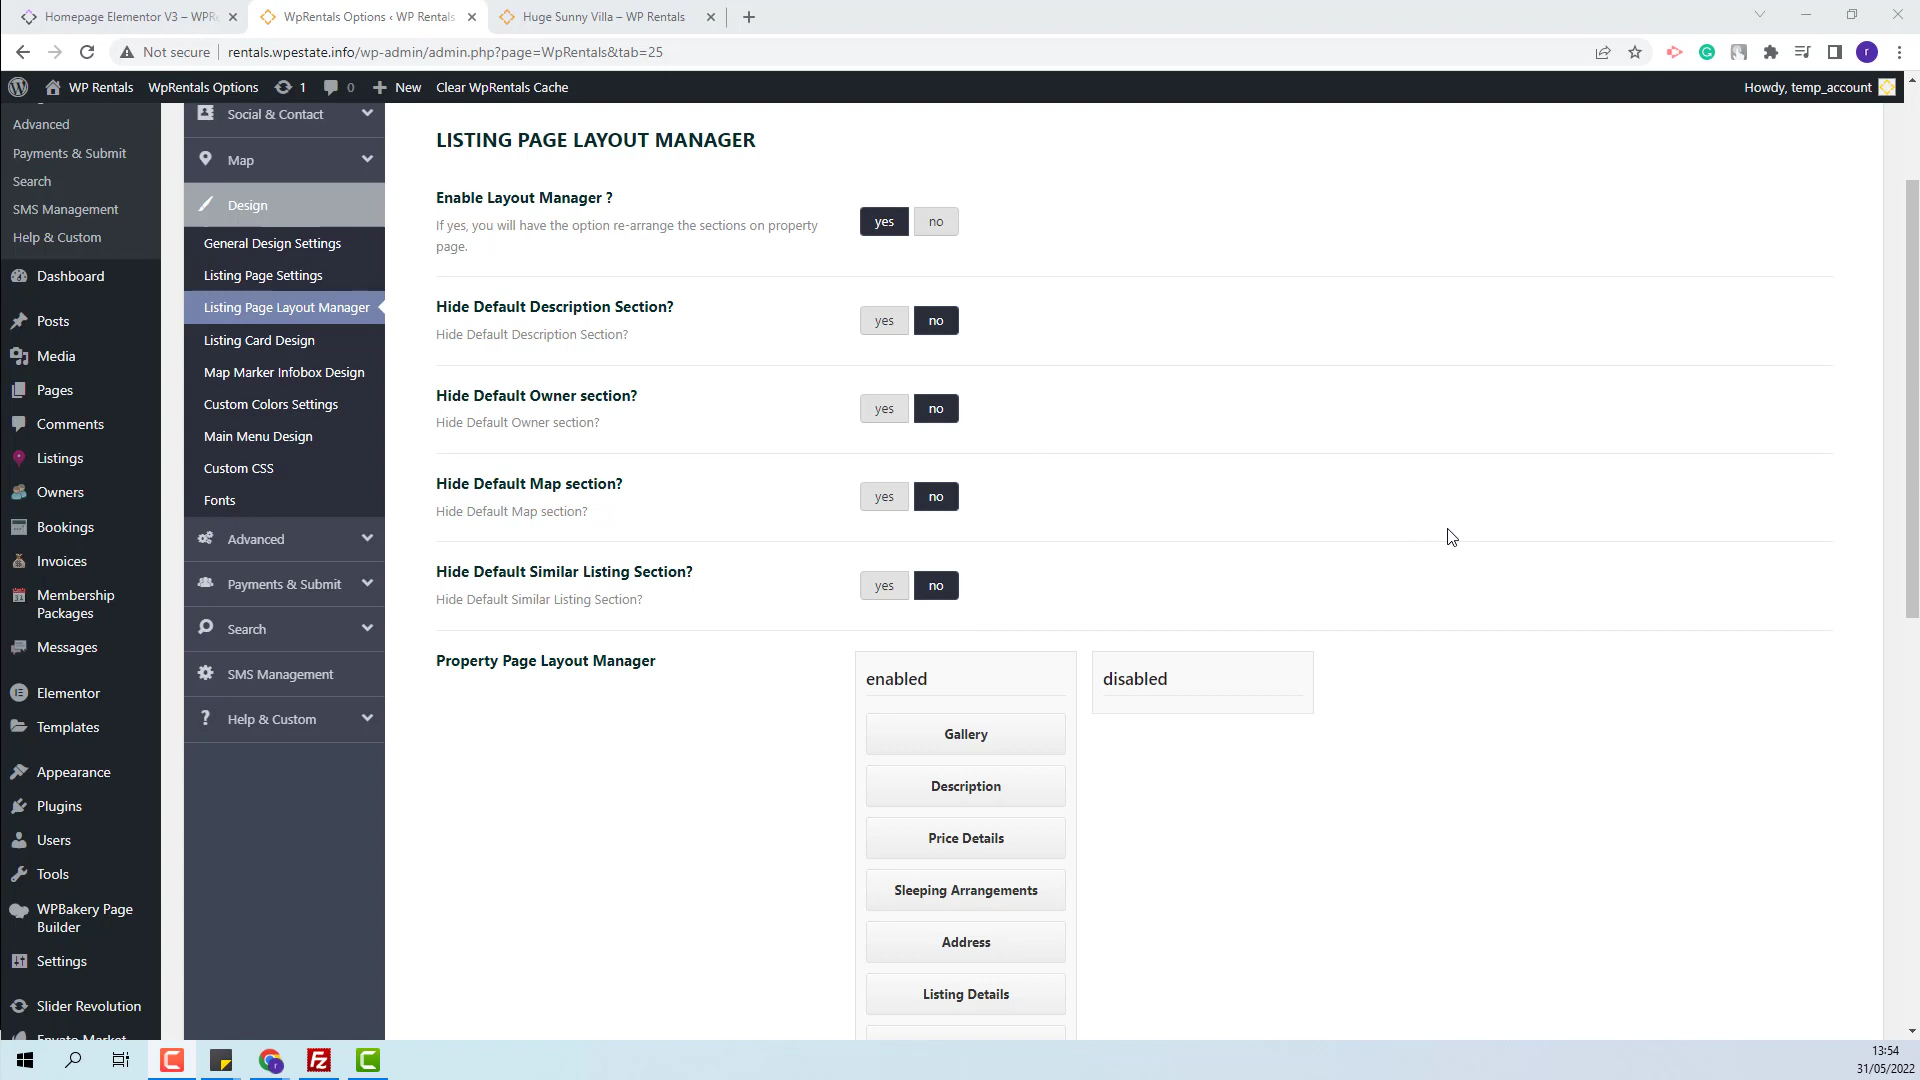 Homepage Elementor V3 – WPRe
WpRentals Options ‹ WP Rentals
Huge Sunny Villa – WP Rentals
Not secure
rentals.wpestate.info/wp-admin/admin.php?page=WpRentals&tab=25
r
WP Rentals
WpRentals Options
1
0
New
Clear WpRentals Cache
Howdy, temp_account
Advanced
Payments & Submit
Search
SMS Management
Help & Custom
Dashboard
Posts
Media
Pages
Comments
Listings
Owners
Bookings
Invoices
Membership
Packages
Messages
Elementor
Templates
Appearance
Plugins
Users
Tools
WPBakery Page
Builder
Settings
Slider Revolution
Envato Market
Social & Contact
Map
Design
General Design Settings
Listing Page Settings
Listing Page Layout Manager
Listing Card Design
Map Marker Infobox Design
Custom Colors Settings
Main Menu Design
Custom CSS
Fonts
Advanced
Payments & Submit
Search
SMS Management
Help & Custom
LISTING PAGE LAYOUT MANAGER
Enable Layout Manager ?
If yes, you will have the option re-arrange the sections on property
page.
yes no
Hide Default Description Section?
Hide Default Description Section?
yes no
Hide Default Owner section?
Hide Default Owner section?
yes no
Hide Default Map section?
Hide Default Map section?
yes no
Hide Default Similar Listing Section?
Hide Default Similar Listing Section?
yes no
Property Page Layout Manager
enabled
Gallery
Description
Price Details
Sleeping Arrangements
Address
Listing Details
disabled
13:54
31/05/2022